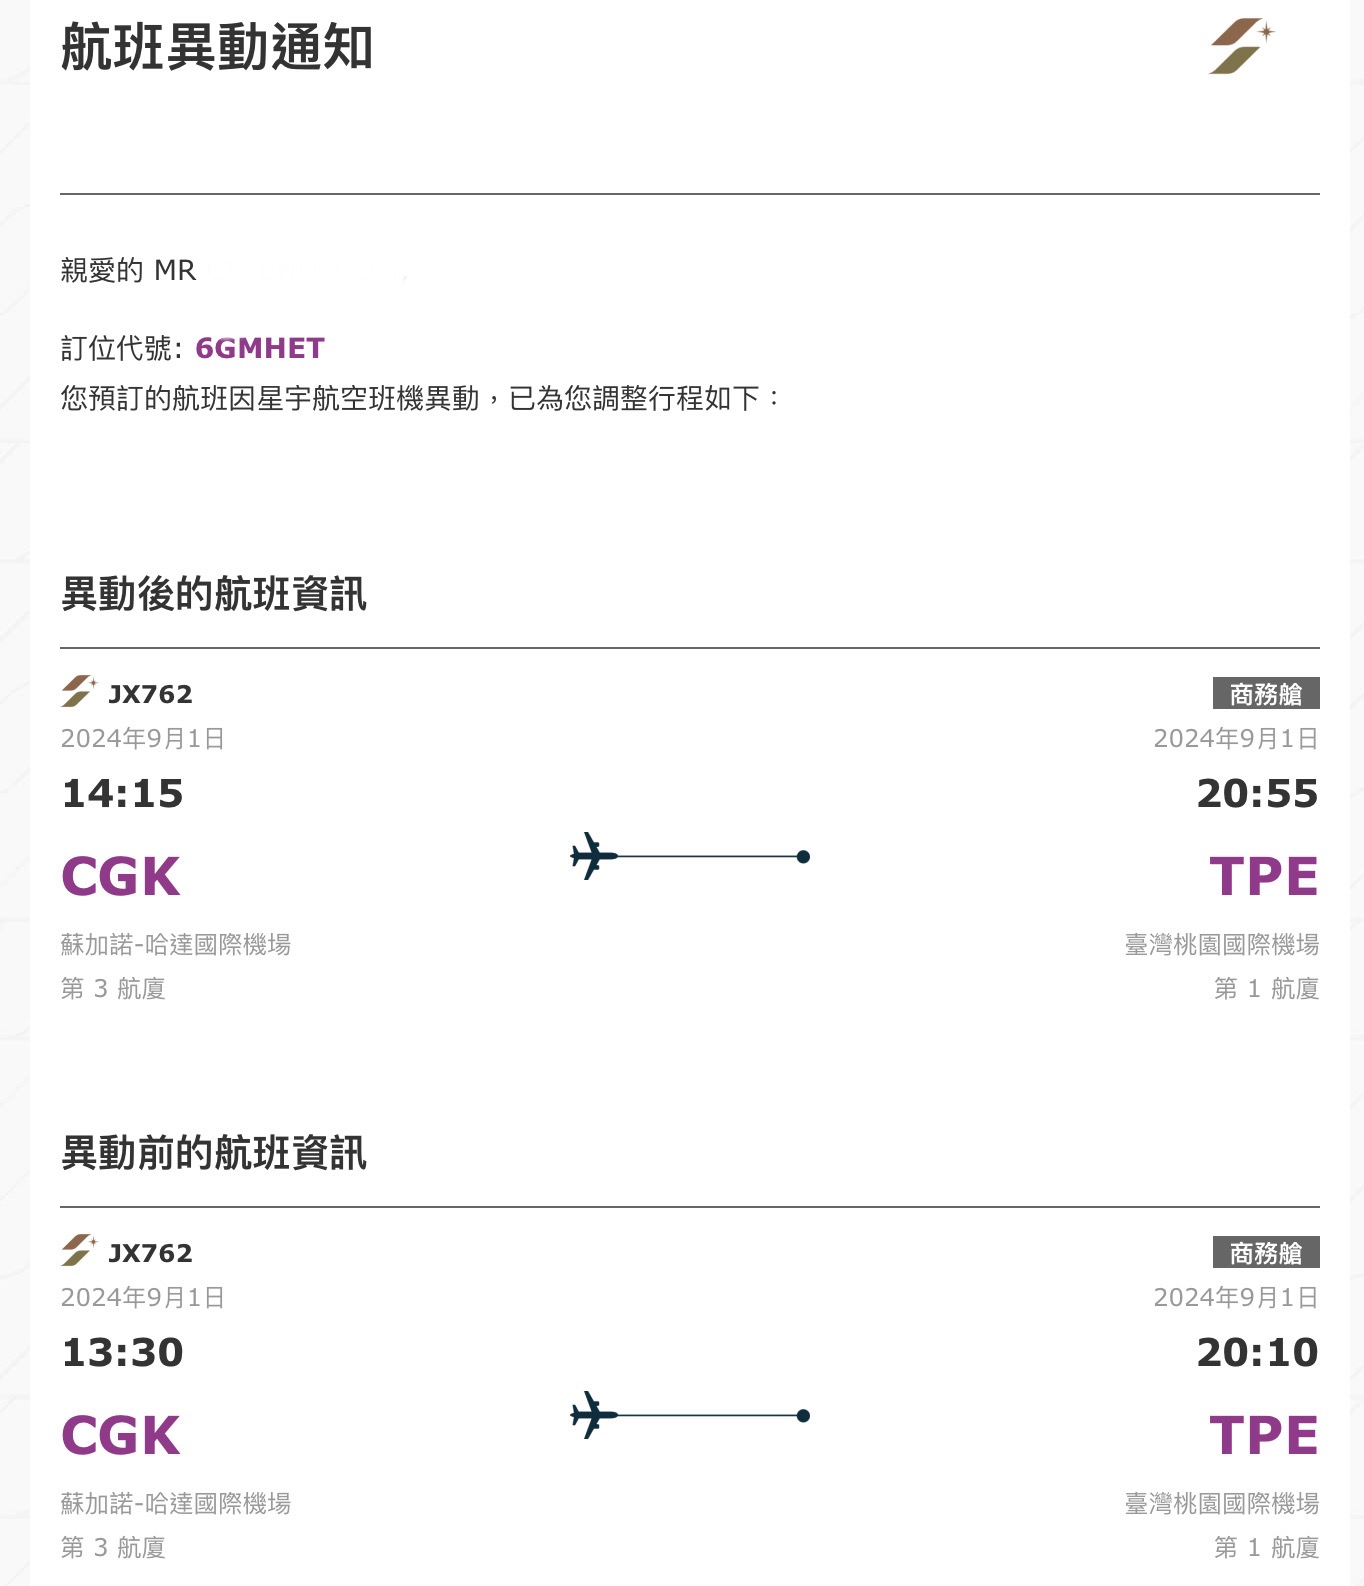 航班異動通知
親愛的 MR
訂位代號: 6GMHET
您預訂的航班因星宇航空班機異動，已為您調整行程如下：
異動後的航班資訊
JX762 商務艙
2024年9月1日 2024年9月1日
14:15 20:55
CGK TPE
蘇加諾-哈達國際機場 臺灣桃園國際機場
第 3 航廈 第 1 航廈
異動前的航班資訊
JX762 商務艙
2024年9月1日 2024年9月1日
13:30 20:10
CGK TPE
蘇加諾-哈達國際機場 臺灣桃園國際機場
第 3 航廈 第 1 航廈